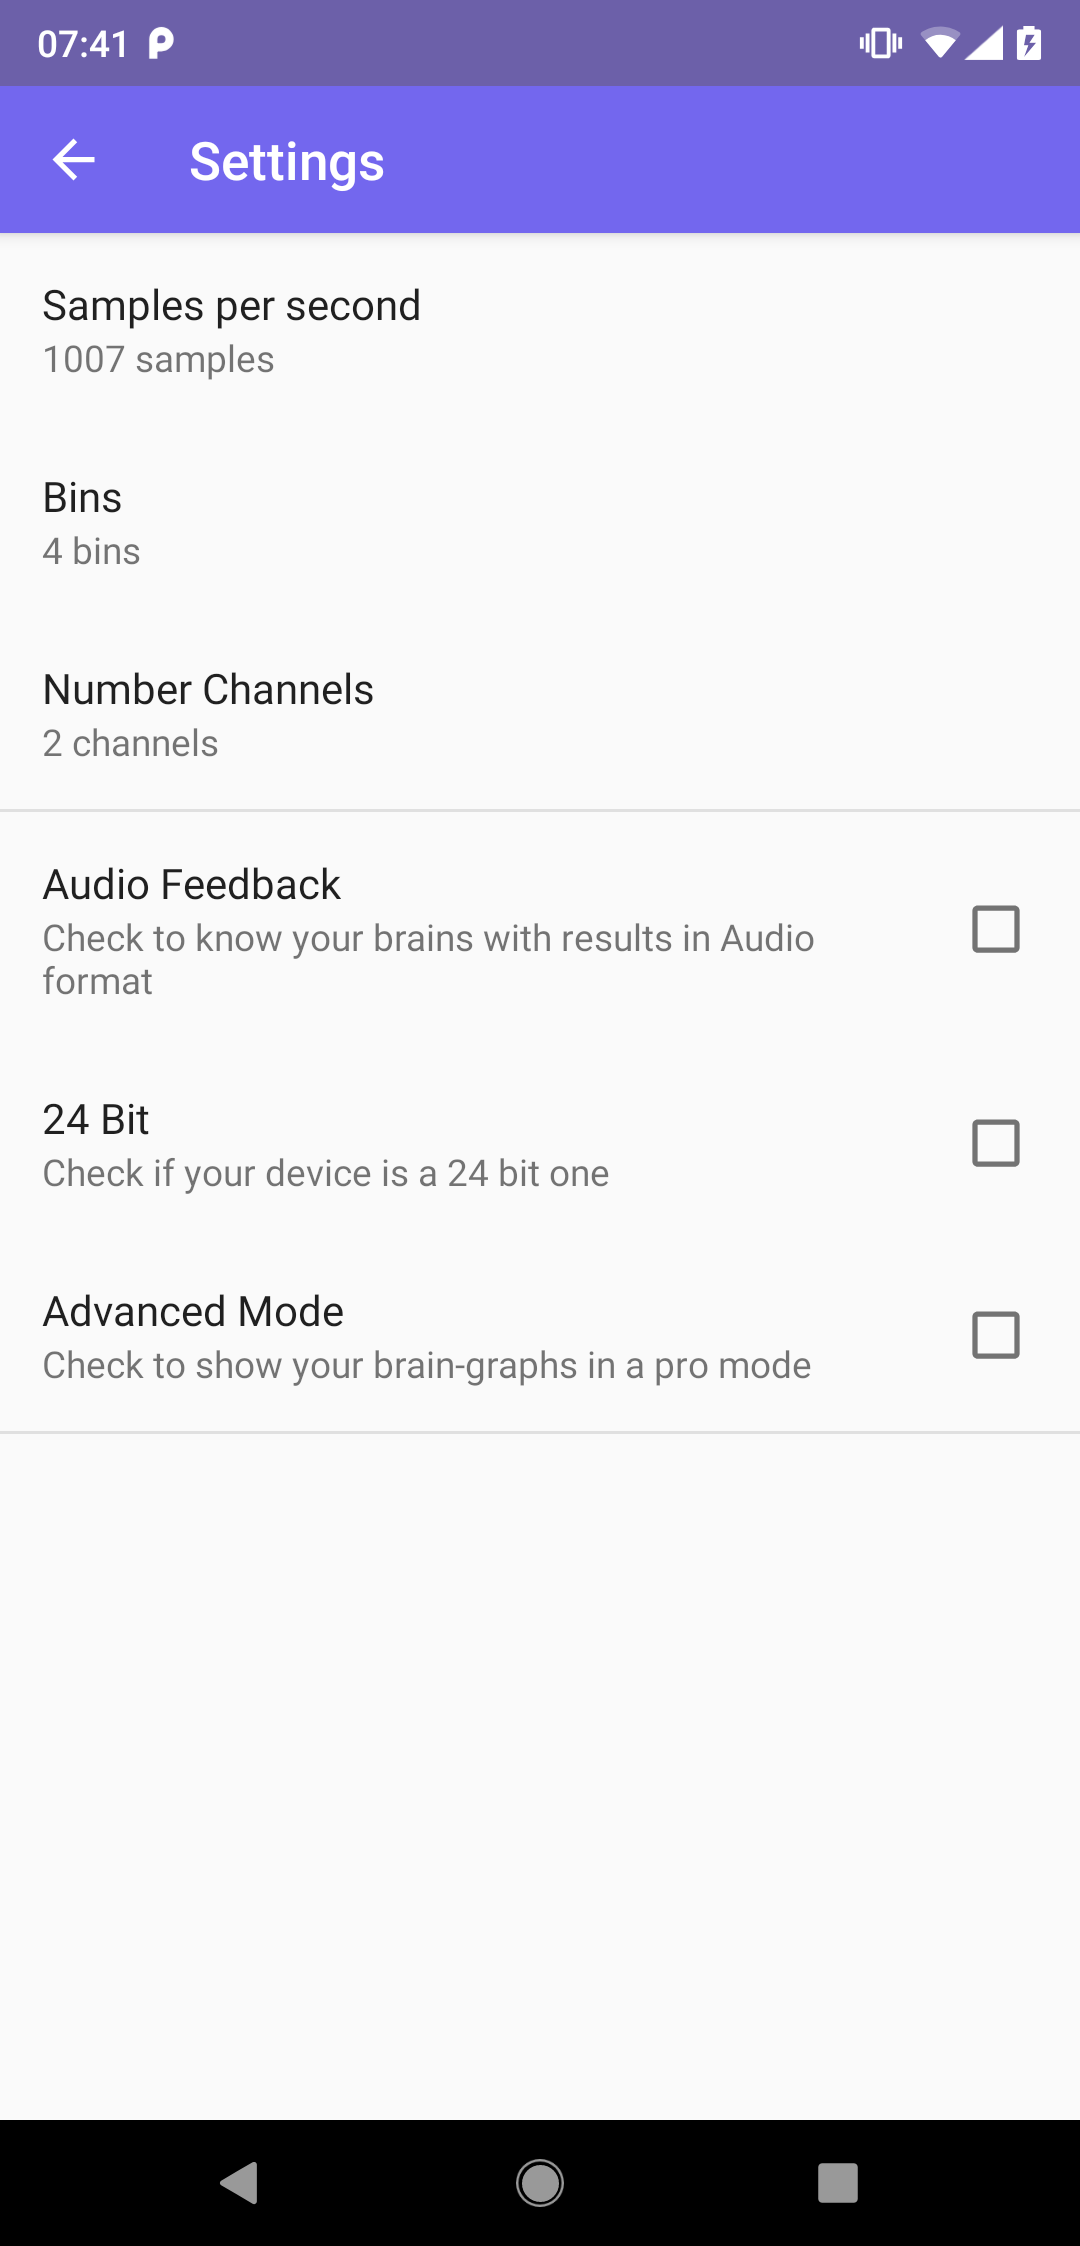 07:41
Settings
Samples per second
1007 samples
Bins
4 bins
Number Channels
2 channels
Audio Feedback
Check to know your brains with results in Audio
format
24 Bit
Check if your device is a 24 bit one
Advanced Mode
Check to show your brain-graphs in a pro mode